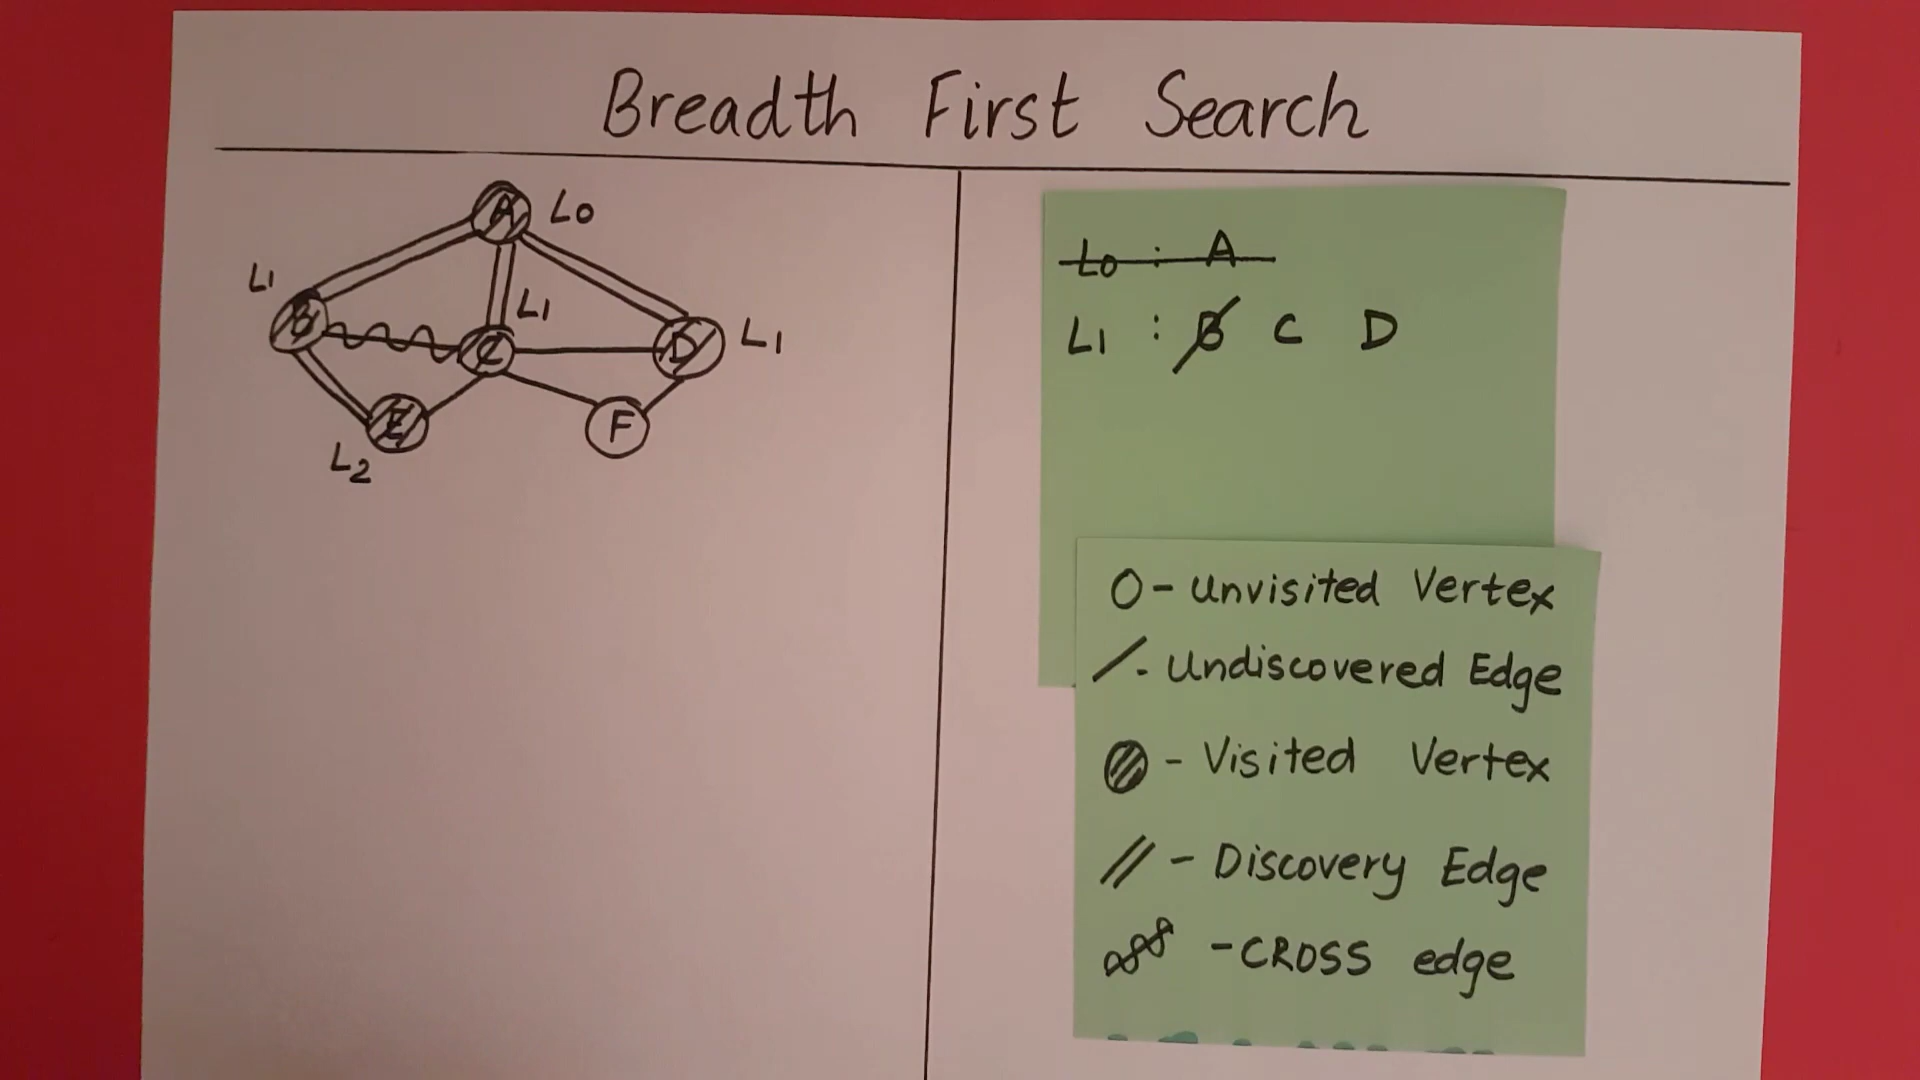 Breadth First Search
A L0
L1
B
L1
C
D L1
E
F
L2
L0 : A
L1 : B C D
O - Unvisited Vertex
/ - Undiscovered Edge
- Visited Vertex
// - Discovery Edge
- CROSS edge